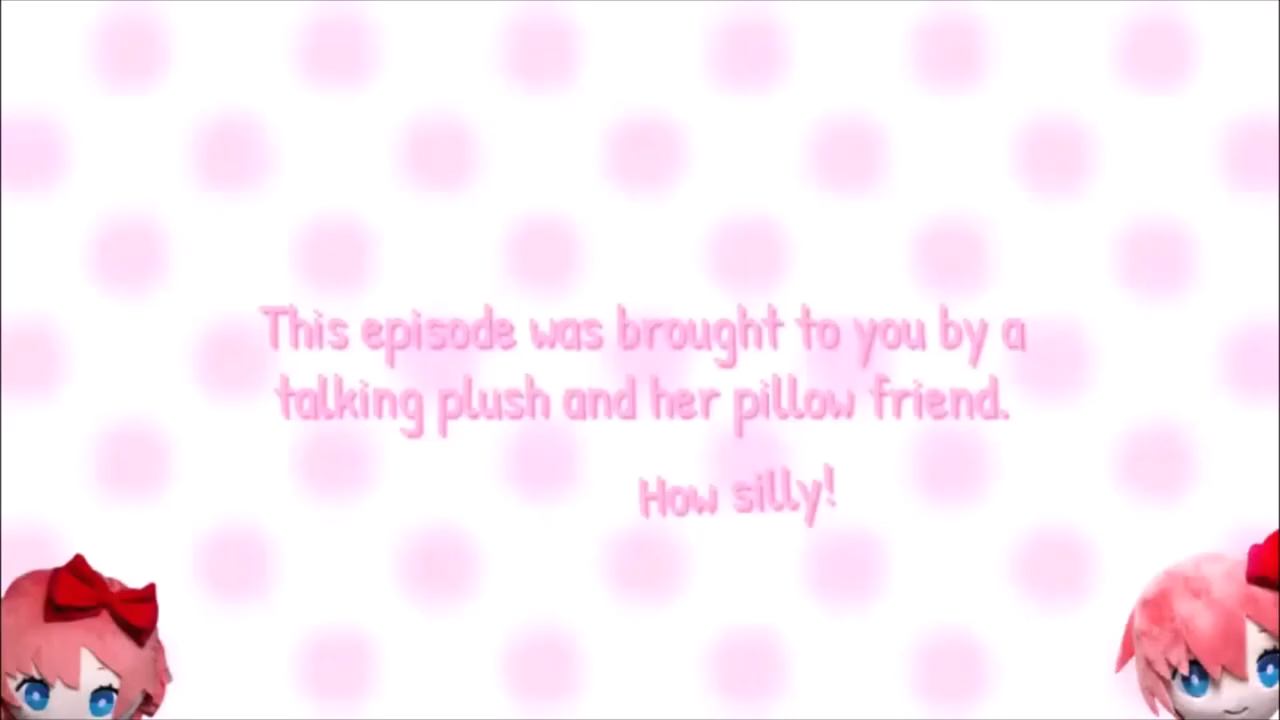 This episode was brought to you by a
talking plush and her pillow friend.
How silly!